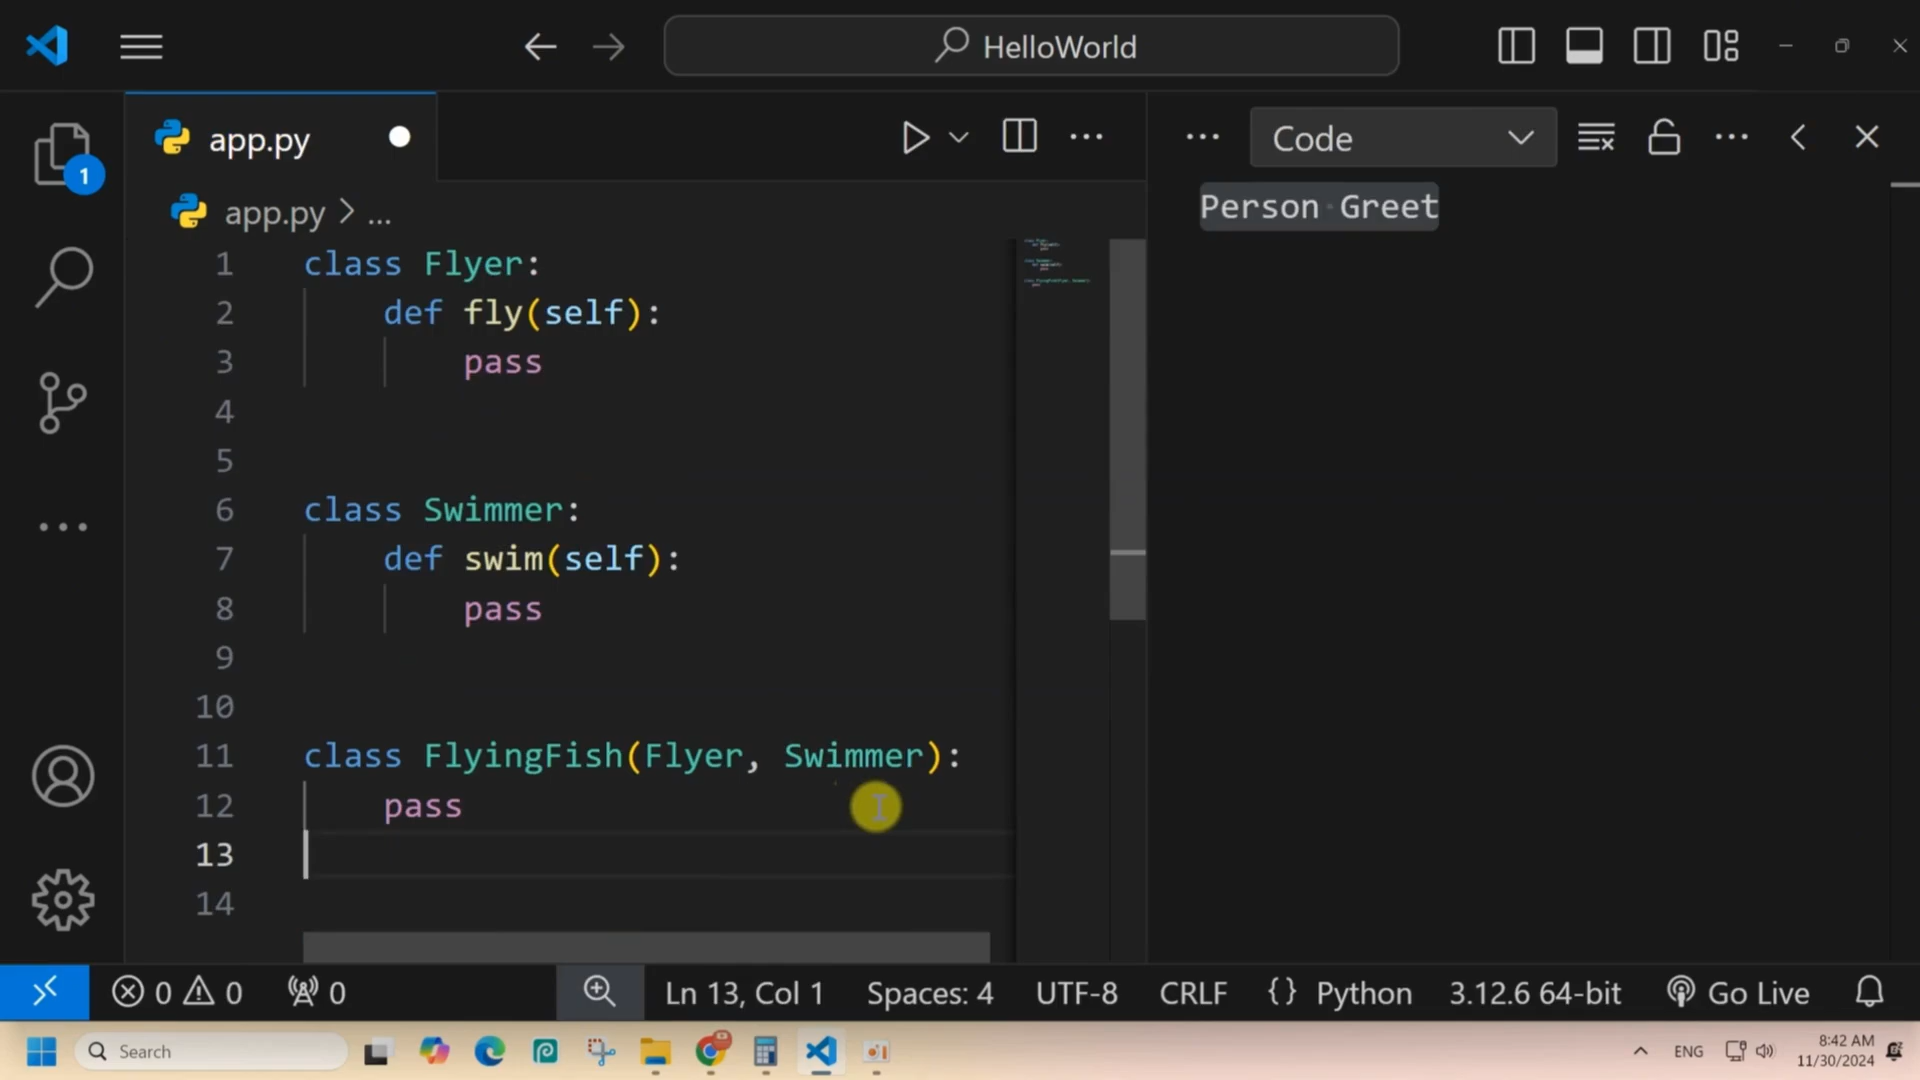 HelloWorld
app.py
Code
1
app.py > ...
Person Greet
1 class Flyer:
2 def fly(self):
3 pass
4
5
6 class Swimmer:
7 def swim(self):
8 pass
9
10
11 class FlyingFish(Flyer, Swimmer):
12 pass
13
14
0 0 0 Ln 13, Col 1 Spaces: 4 UTF-8 CRLF {} Python 3.12.6 64-bit Go Live
Search ENG 8:42 AM
11/30/2024